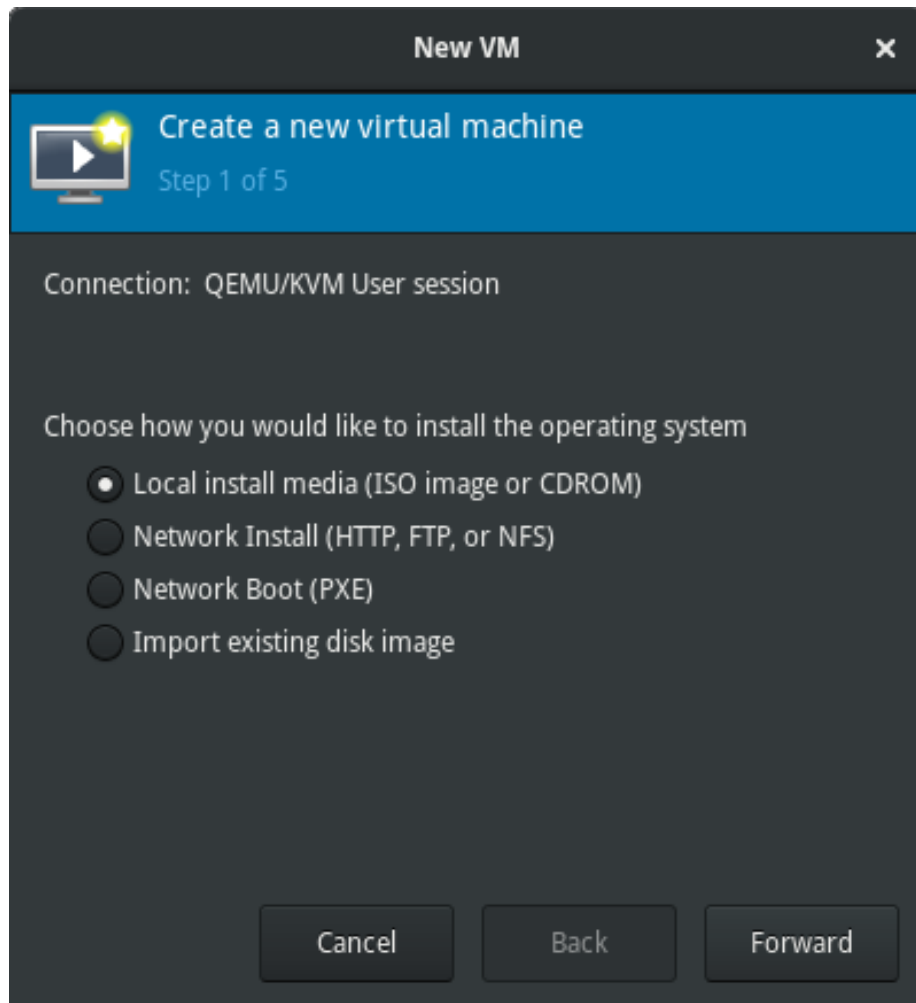 New VM
Create a new virtual machine
Step 1 of 5
Connection: QEMU/KVM User session
Choose how you would like to install the operating system
Local install media (ISO image or CDROM)
Network Install (HTTP, FTP, or NFS)
Network Boot (PXE)
Import existing disk image
Cancel Back Forward